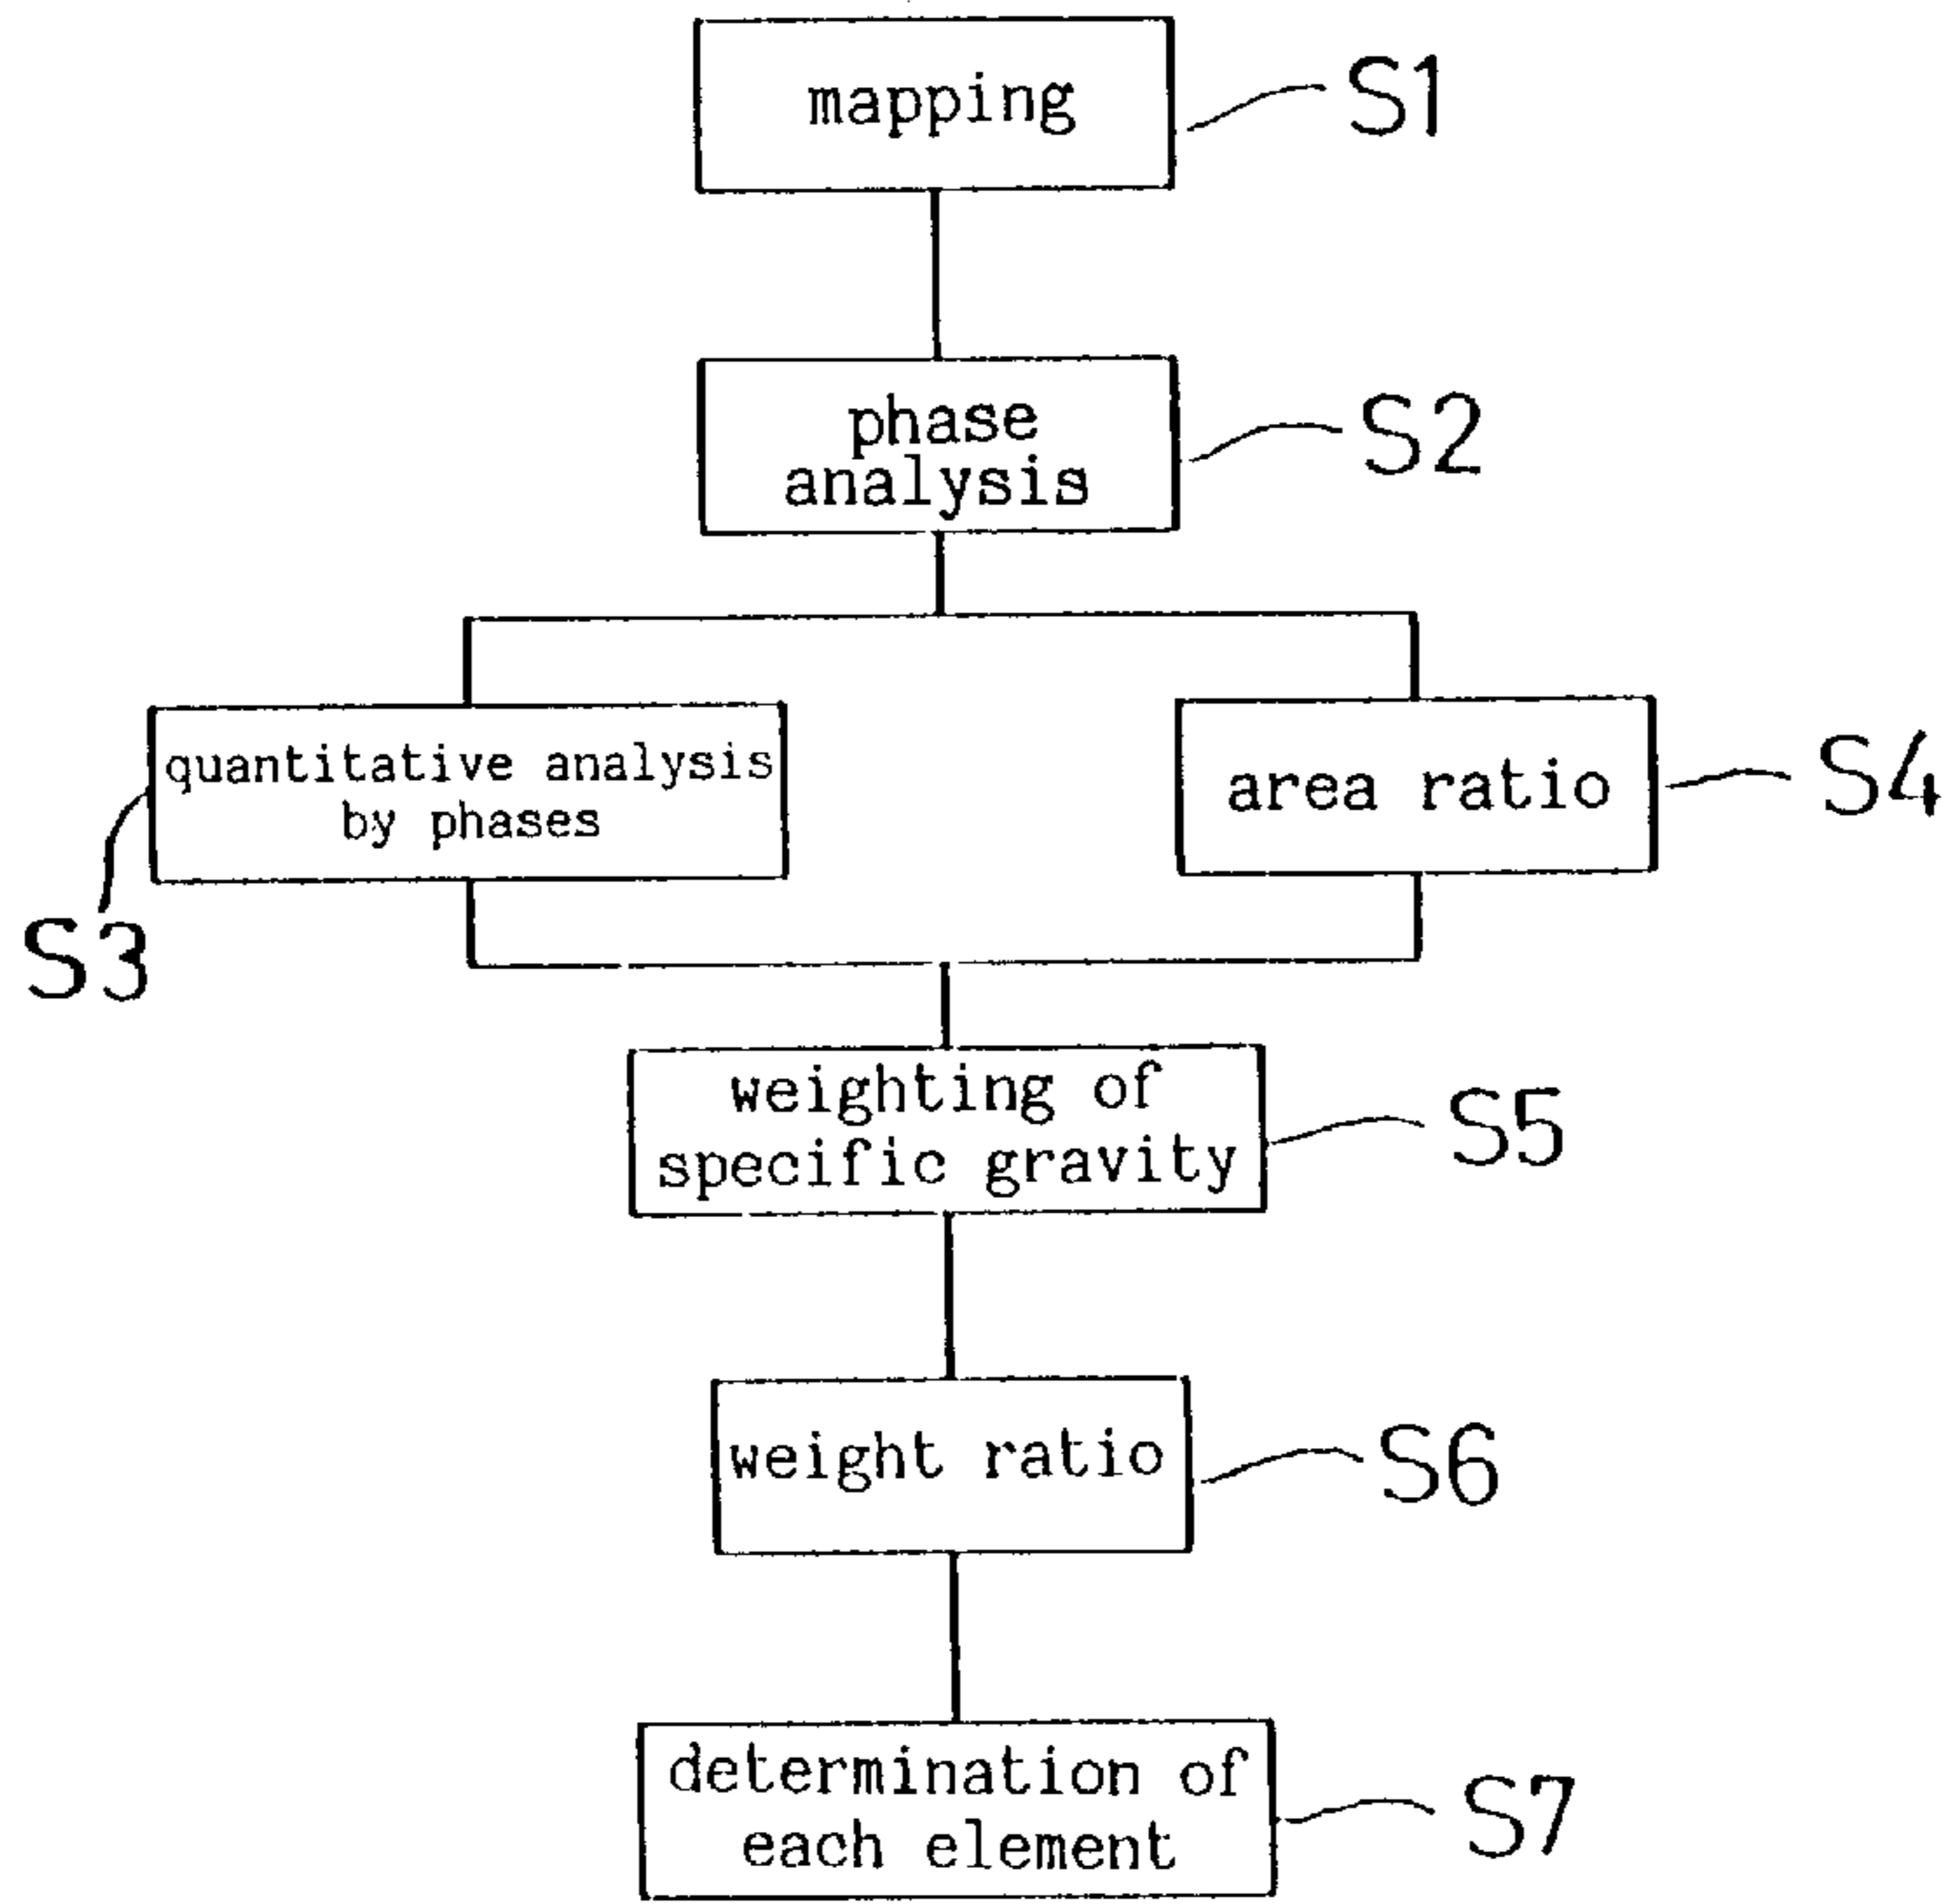 mapping
S1
phase
analysis
S2
quantitative analysis
by phases
S3
area ratio
S4
weighting of
specific gravity
S5
weight ratio
S6
determination of
each element
S7